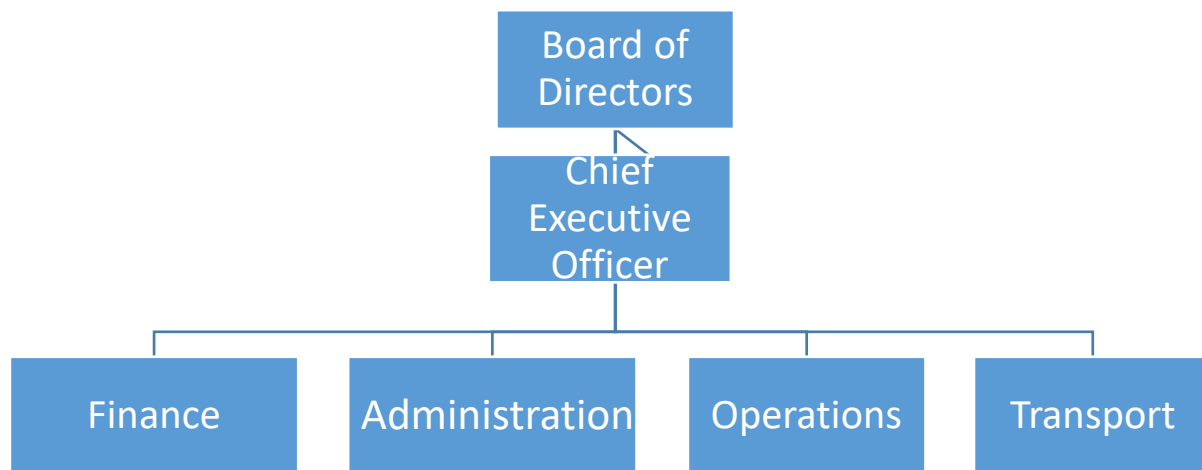 Board of
Directors
Chief
Executive
Officer
Finance
Administration
Operations
Transport